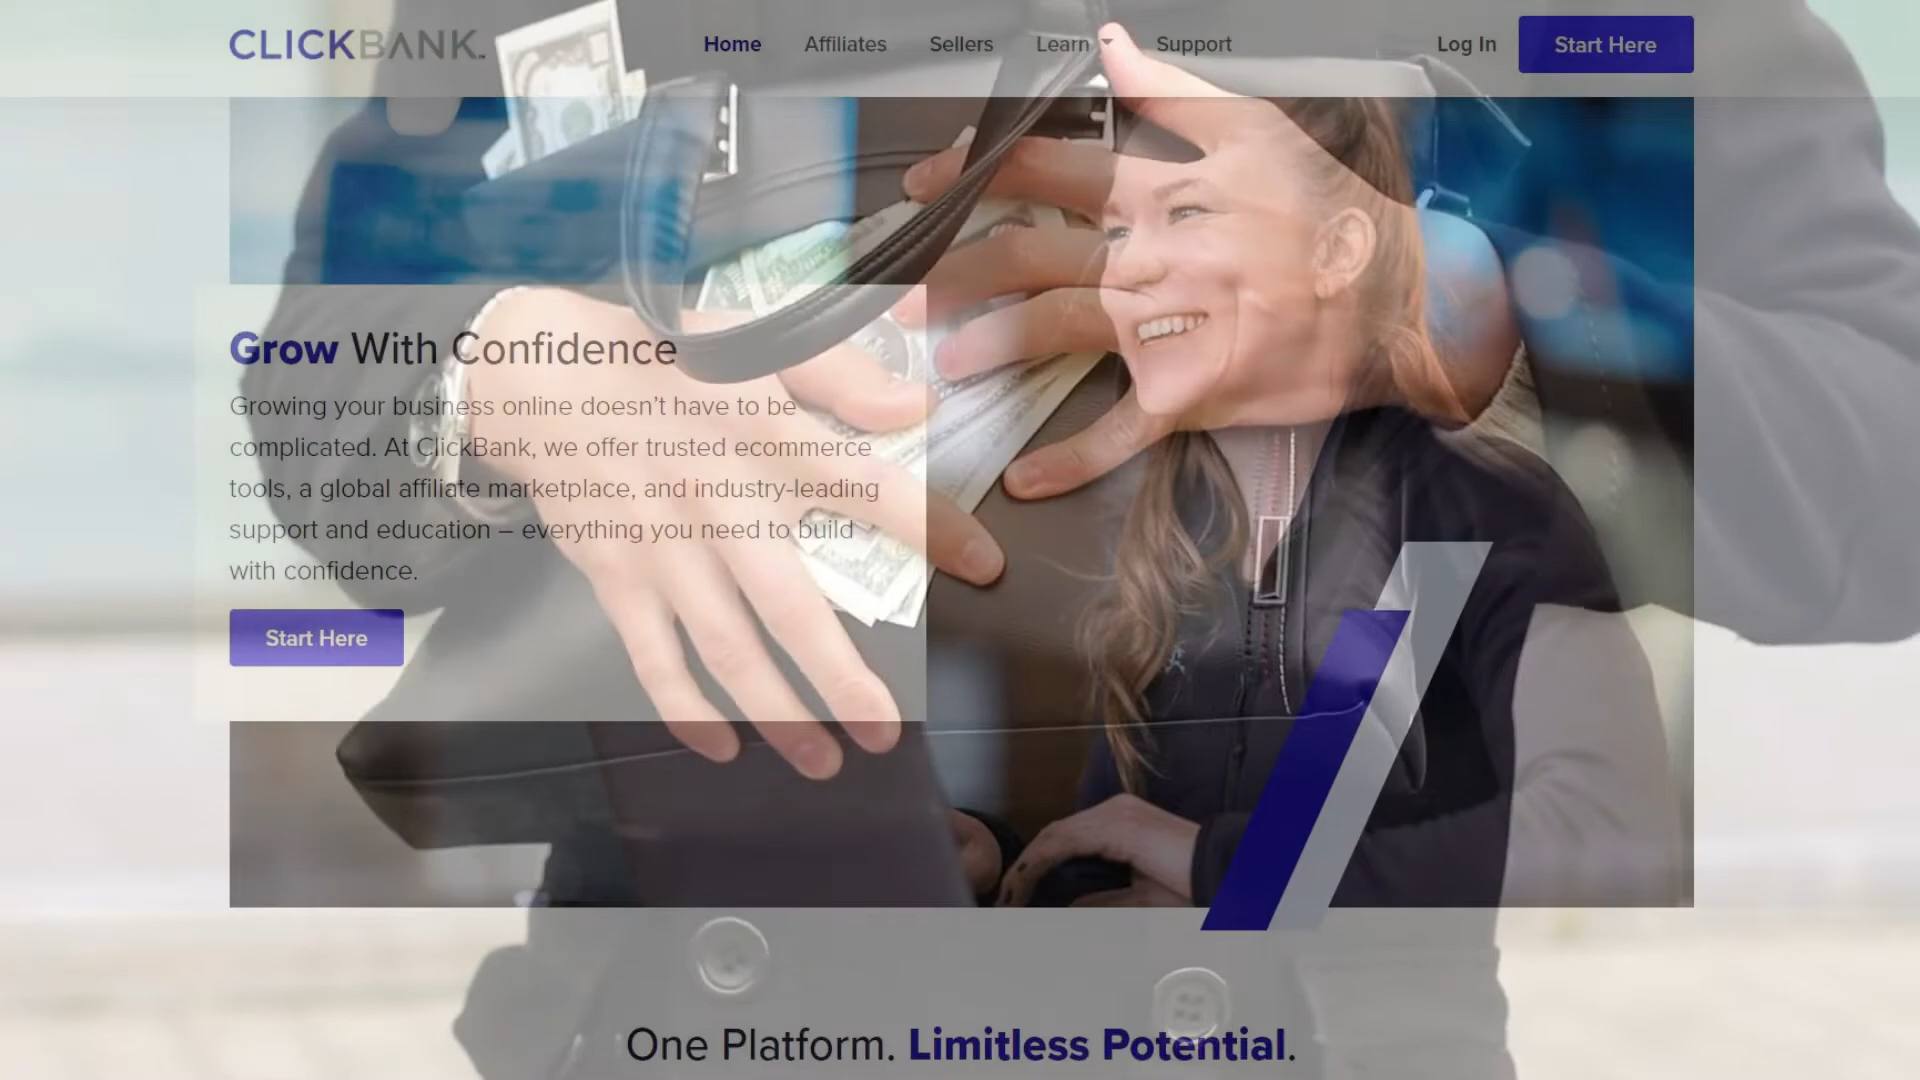 CLICKBANK
Home Affiliates Sellers Learn Support Log In Start Here
Grow With Confidence
Growing your business online doesn't have to be
complicated. At ClickBank, we offer trusted ecommerce
tools, a global affiliate marketplace, and industry-leading
support and education – everything you need to build
with confidence.
Start Here
One Platform. Limitless Potential.